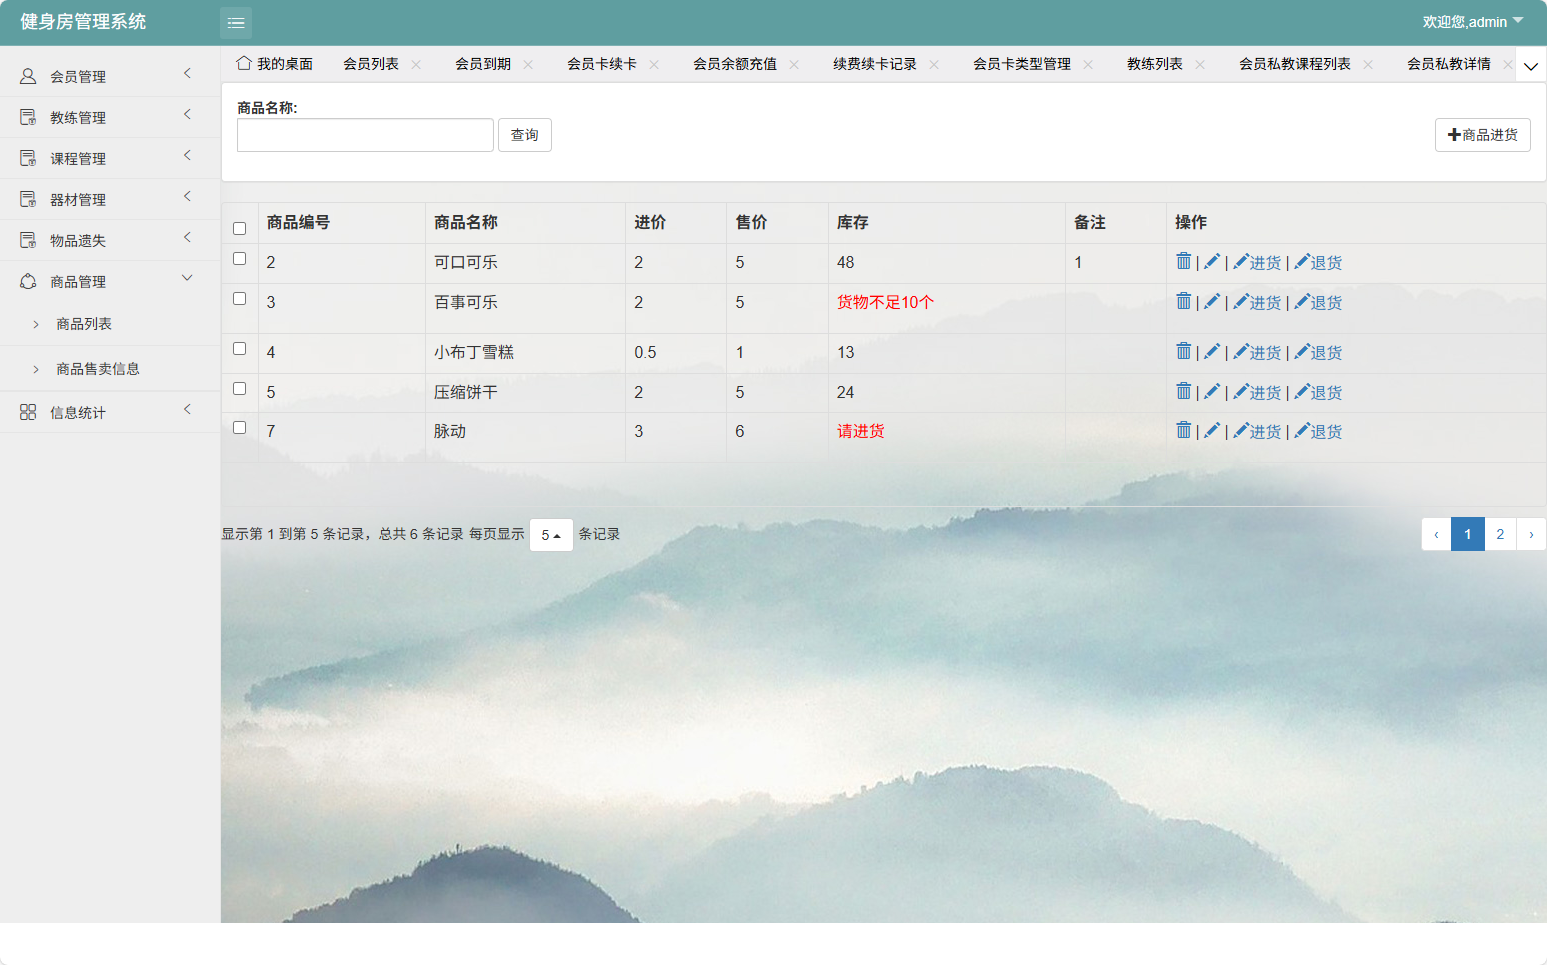 健身房管理系统
欢迎您,admin
会员管理
教练管理
课程管理
器材管理
物品遗失
商品管理
商品列表
商品售卖信息
信息统计
我的桌面 会员列表 会员到期 会员卡续卡 会员余额充值 续费续卡记录 会员卡类型管理 教练列表 会员私教课程列表 会员私教详情
商品名称:
查询
商品进货
商品编号 商品名称 进价 售价 库存 备注 操作
2 可口可乐 2 5 48 1 | | 进货 | 退货
3 百事可乐 2 5 货物不足10个 | | 进货 | 退货
4 小布丁雪糕 0.5 1 13 | | 进货 | 退货
5 压缩饼干 2 5 24 | | 进货 | 退货
7 脉动 3 6 请进货 | | 进货 | 退货
显示第 1 到第 5 条记录，总共 6 条记录 每页显示 5 条记录
‹ 1 2 ›